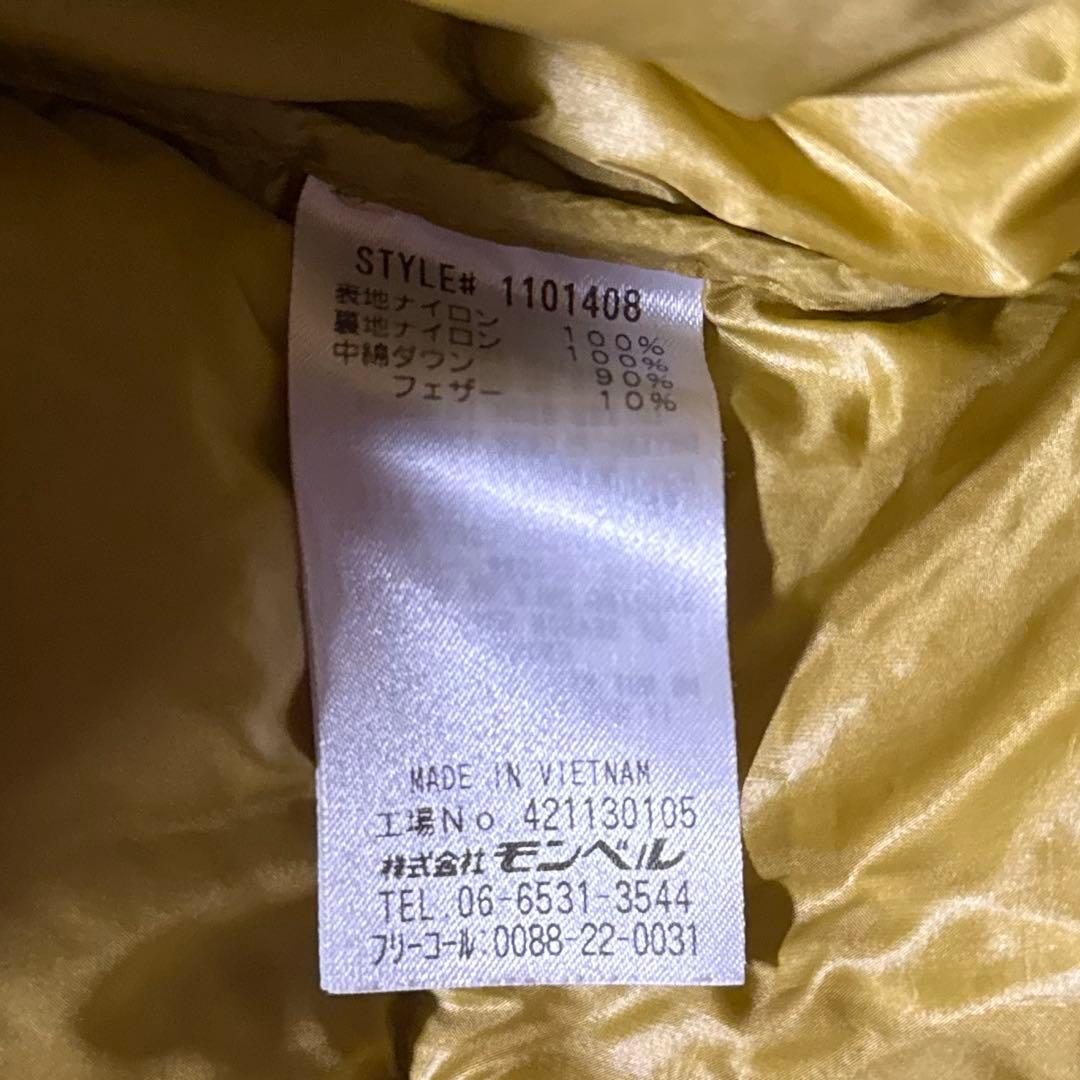 STYLE# 1101408
表地ナイロン 100%
裏地ナイロン 100%
中綿ダウン 90%
フェザー 10%
MADE IN VIETNAM
工場No.421130105
株式会社モンベル
TEL.06-6531-3544
フリーコール:0088-22-0031